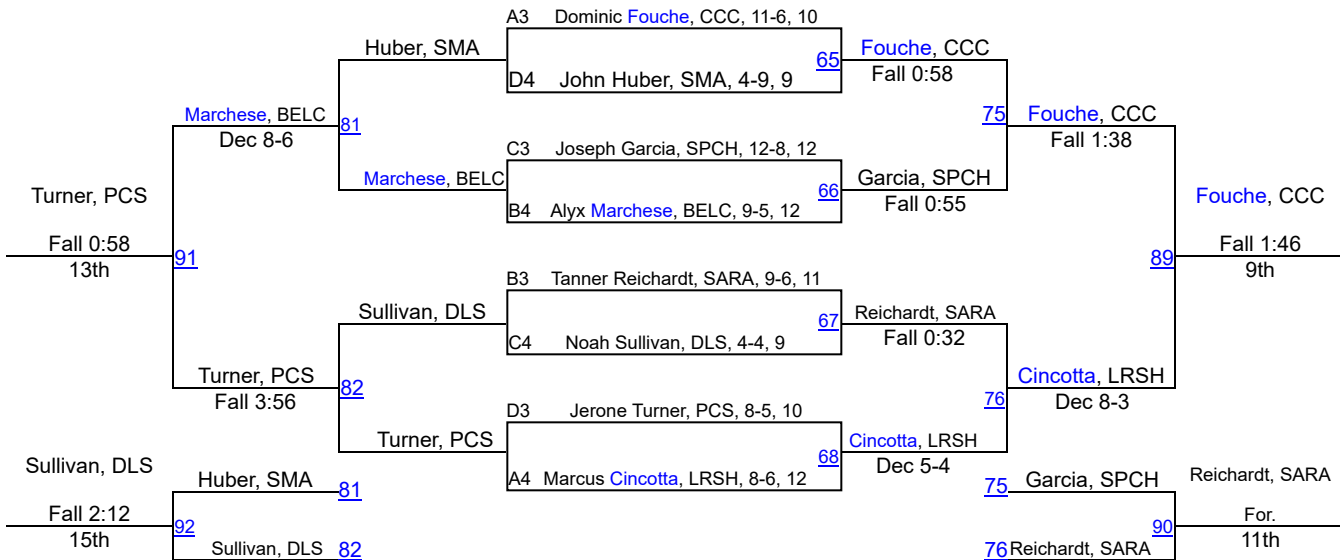 A3 Dominic Fouche, CCC, 11-6, 10
Huber, SMA
65
Fouche, CCC
Fall 0:58
D4 John Huber, SMA, 4-9, 9
Marchese, BELC
81
Dec 8-6
75
Fouche, CCC
Fall 1:38
C3 Joseph Garcia, SPCH, 12-8, 12
Marchese, BELC
66
Garcia, SPCH
Fall 0:55
B4 Alyx Marchese, BELC, 9-5, 12
Turner, PCS
Fall 0:58
13th
91
Fouche, CCC
Fall 1:46
9th
89
B3 Tanner Reichardt, SARA, 9-6, 11
Sullivan, DLS
67
Reichardt, SARA
Fall 0:32
C4 Noah Sullivan, DLS, 4-4, 9
Turner, PCS
82
Fall 3:56
76
Cincotta, LRSH
Dec 8-3
D3 Jerone Turner, PCS, 8-5, 10
Turner, PCS
68
Cincotta, LRSH
Dec 5-4
A4 Marcus Cincotta, LRSH, 8-6, 12
Sullivan, DLS
Fall 2:12
15th
Huber, SMA 81
92
Sullivan, DLS 82
75 Garcia, SPCH
90
76 Reichardt, SARA
Reichardt, SARA
For.
11th